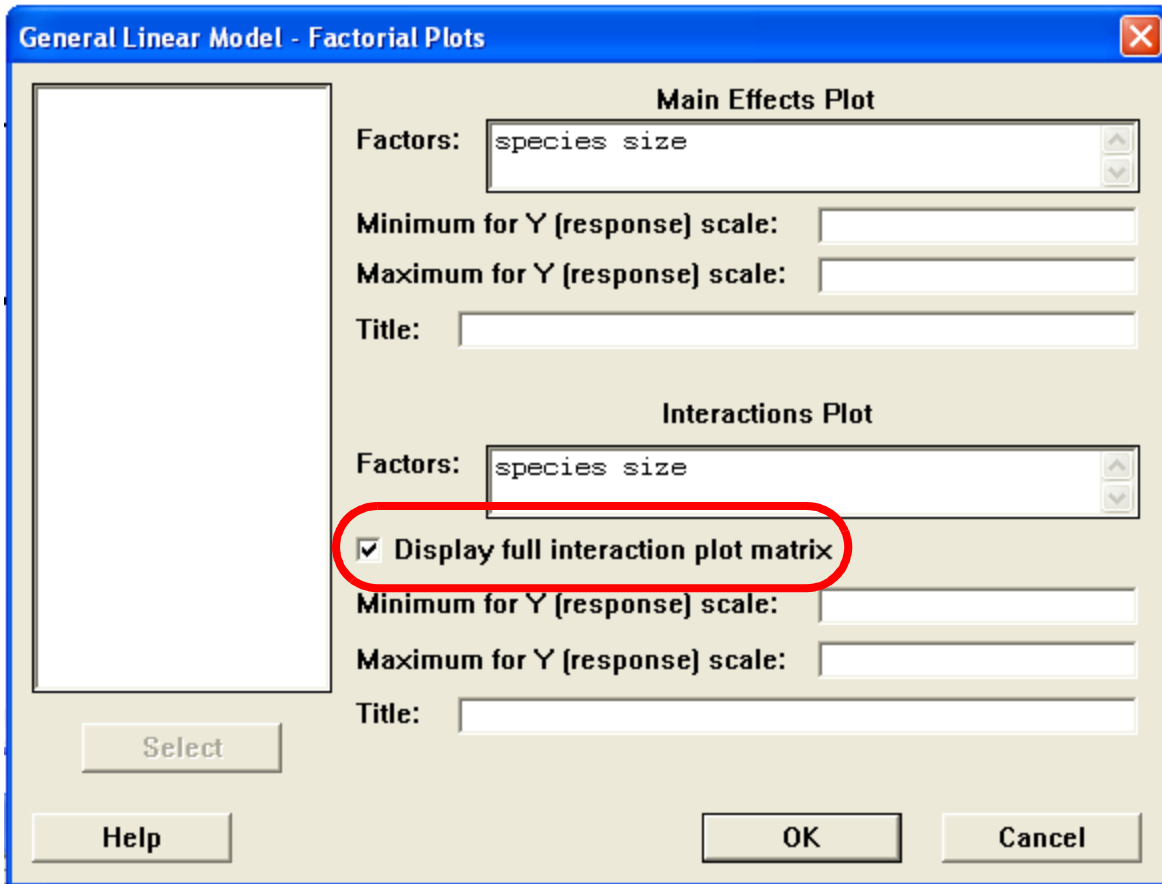 General Linear Model - Factorial Plots
Main Effects Plot
Factors: species size
Minimum for Y (response) scale:
Maximum for Y (response) scale:
Title:
Interactions Plot
Factors: species size
Display full interaction plot matrix
Minimum for Y (response) scale:
Maximum for Y (response) scale:
Title:
Select
Help OK Cancel